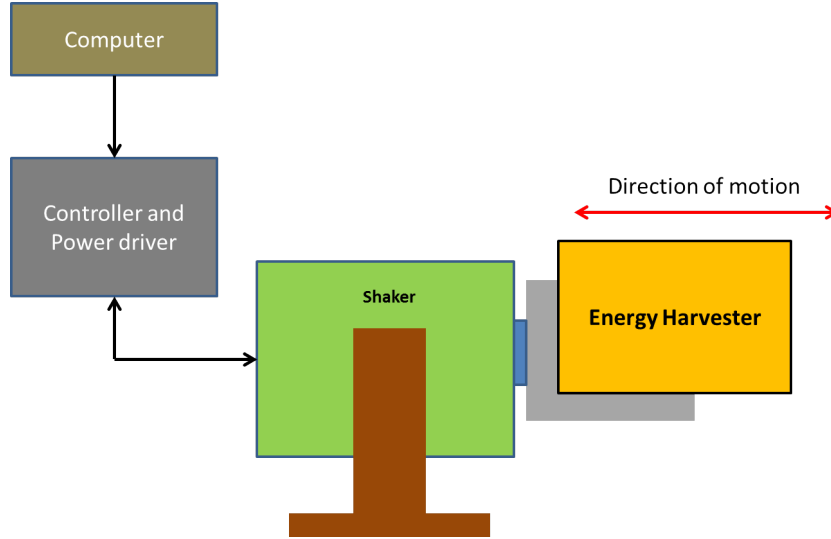 Computer
Controller and
Power driver
Direction of motion
Shaker
Energy Harvester